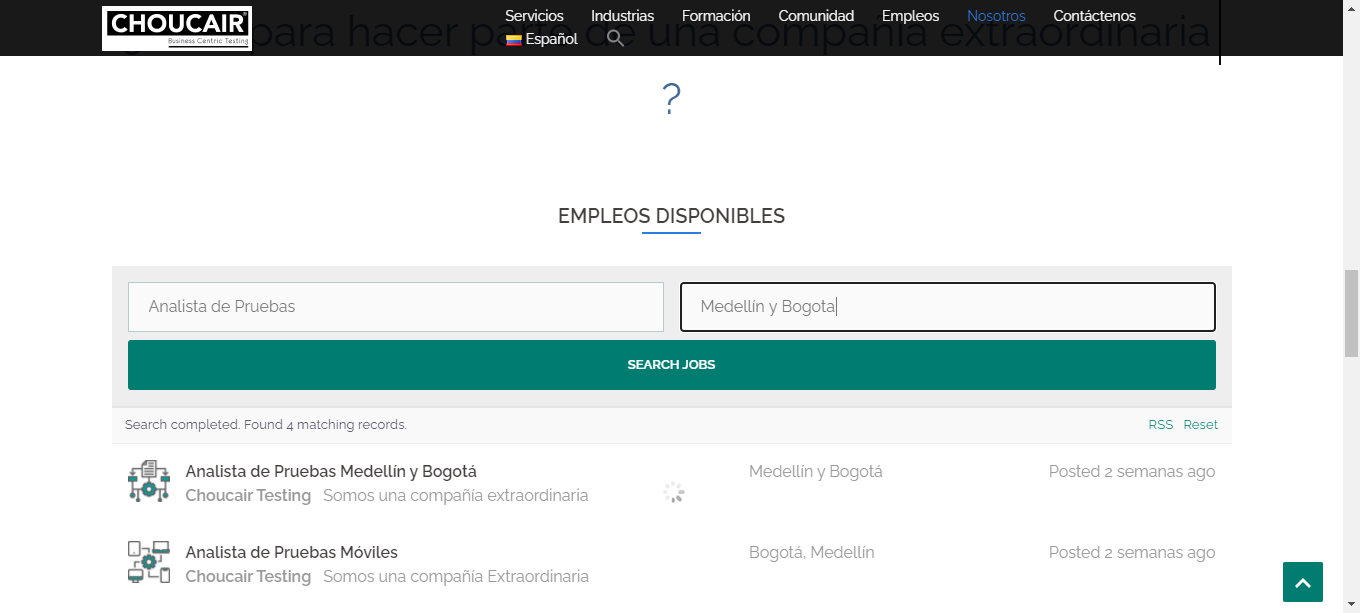 CHOUCAIR
Business Centric Testing
Servicios Industrias Formación Comunidad Empleos Nosotros Contáctenos
Español
para hacer parte de una compañía extraordinaria
?
EMPLEOS DISPONIBLES
Analista de Pruebas Medellín y Bogota
SEARCH JOBS
Search completed. Found 4 matching records. RSS Reset
Analista de Pruebas Medellín y Bogotá Medellín y Bogotá Posted 2 semanas ago
Choucair Testing Somos una compañía extraordinaria
Analista de Pruebas Móviles Bogotá, Medellín Posted 2 semanas ago
Choucair Testing Somos una compañía Extraordinaria